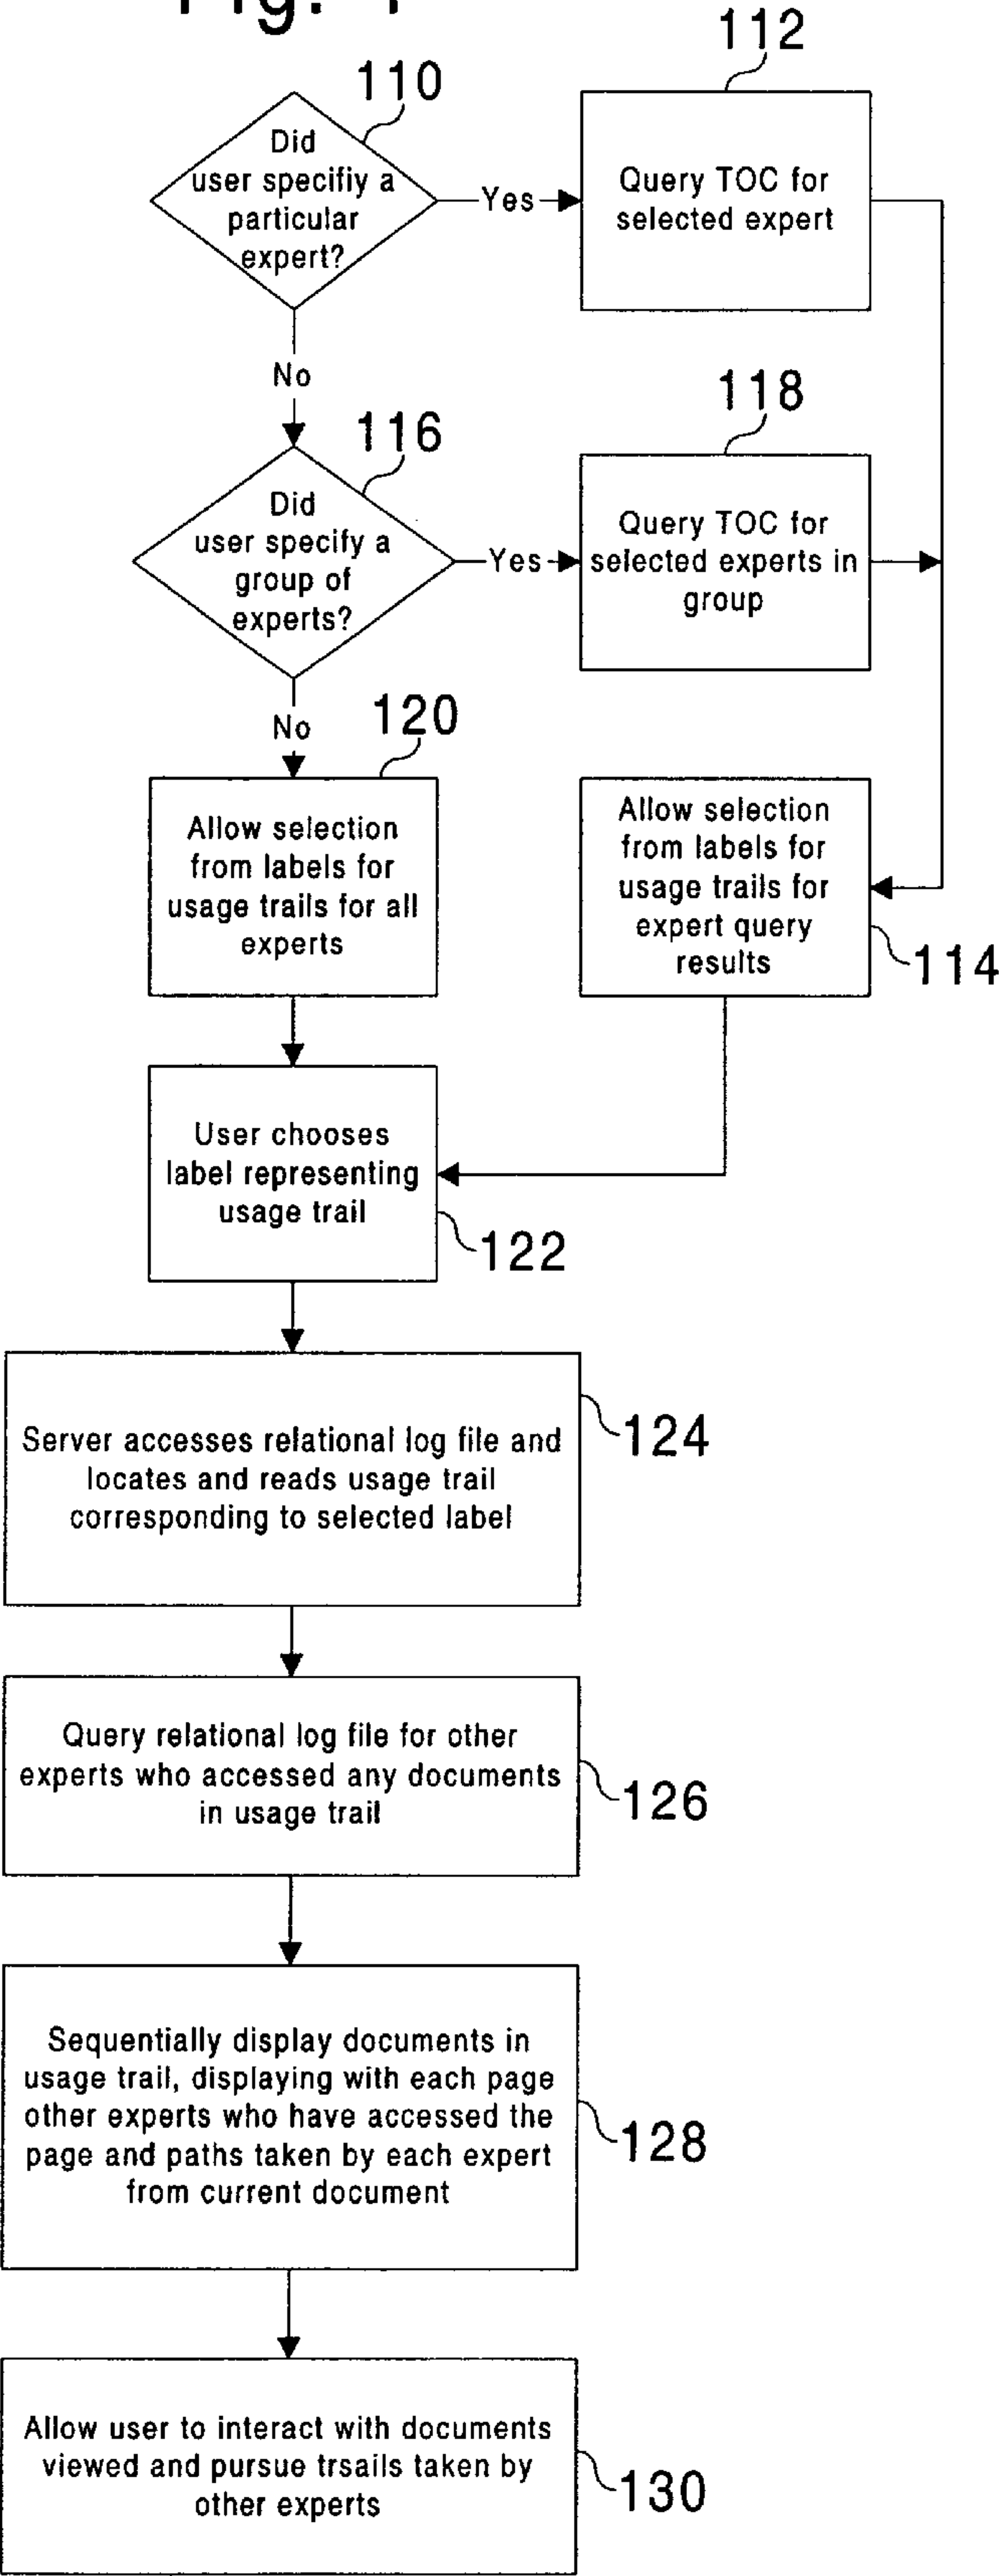 Fig.
112
110
Did
user specifiy a
particular
expert?
Yes
Query TOC for
selected expert
No
118
116
Did
user specify a
group of
experts?
Yes
Query TOC for
selected experts in
group
No
120
Allow selection
from labels for
usage trails for all
experts
Allow selection
from labels for
usage trails for
expert query
results
114
User chooses
label representing
usage trail
122
Server accesses relational log file and
locates and reads usage trail
corresponding to selected label
124
Query relational log file for other
experts who accessed any documents
in usage trail
126
Sequentially display documents in
usage trail, displaying with each page
other experts who have accessed the
page and paths taken by each expert
from current document
128
Allow user to interact with documents
viewed and pursue trsails taken by
other experts
130